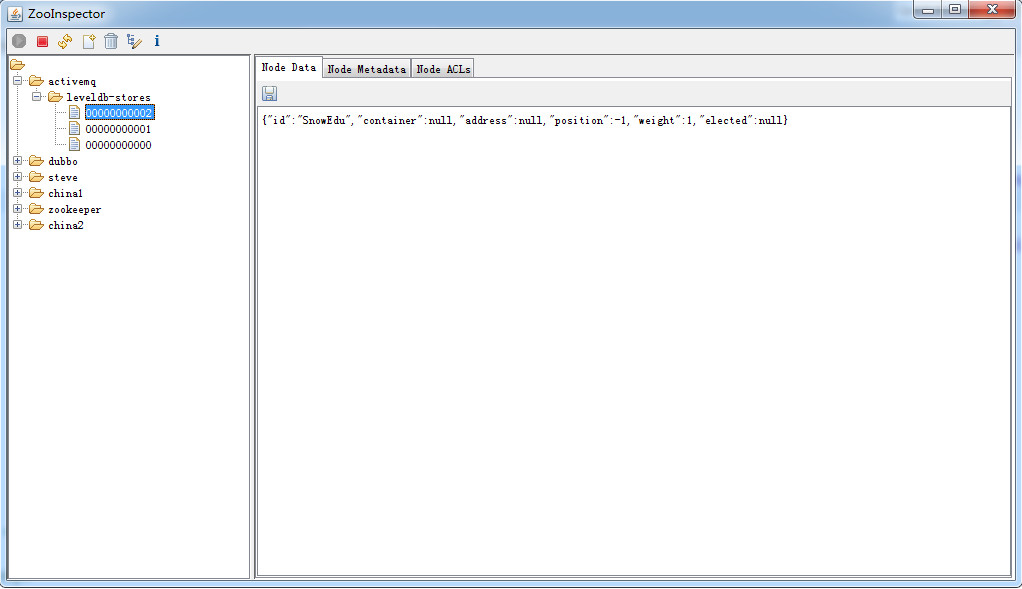 ZooInspector
Node Data
Node Metadata
Node ACLs
activemq
leveldb-stores
00000000002
00000000001
00000000000
dubbo
steve
china1
zookeeper
china2
{"id":"SnowEdu","container":null,"address":null,"position":-1,"weight":1,"elected":null}